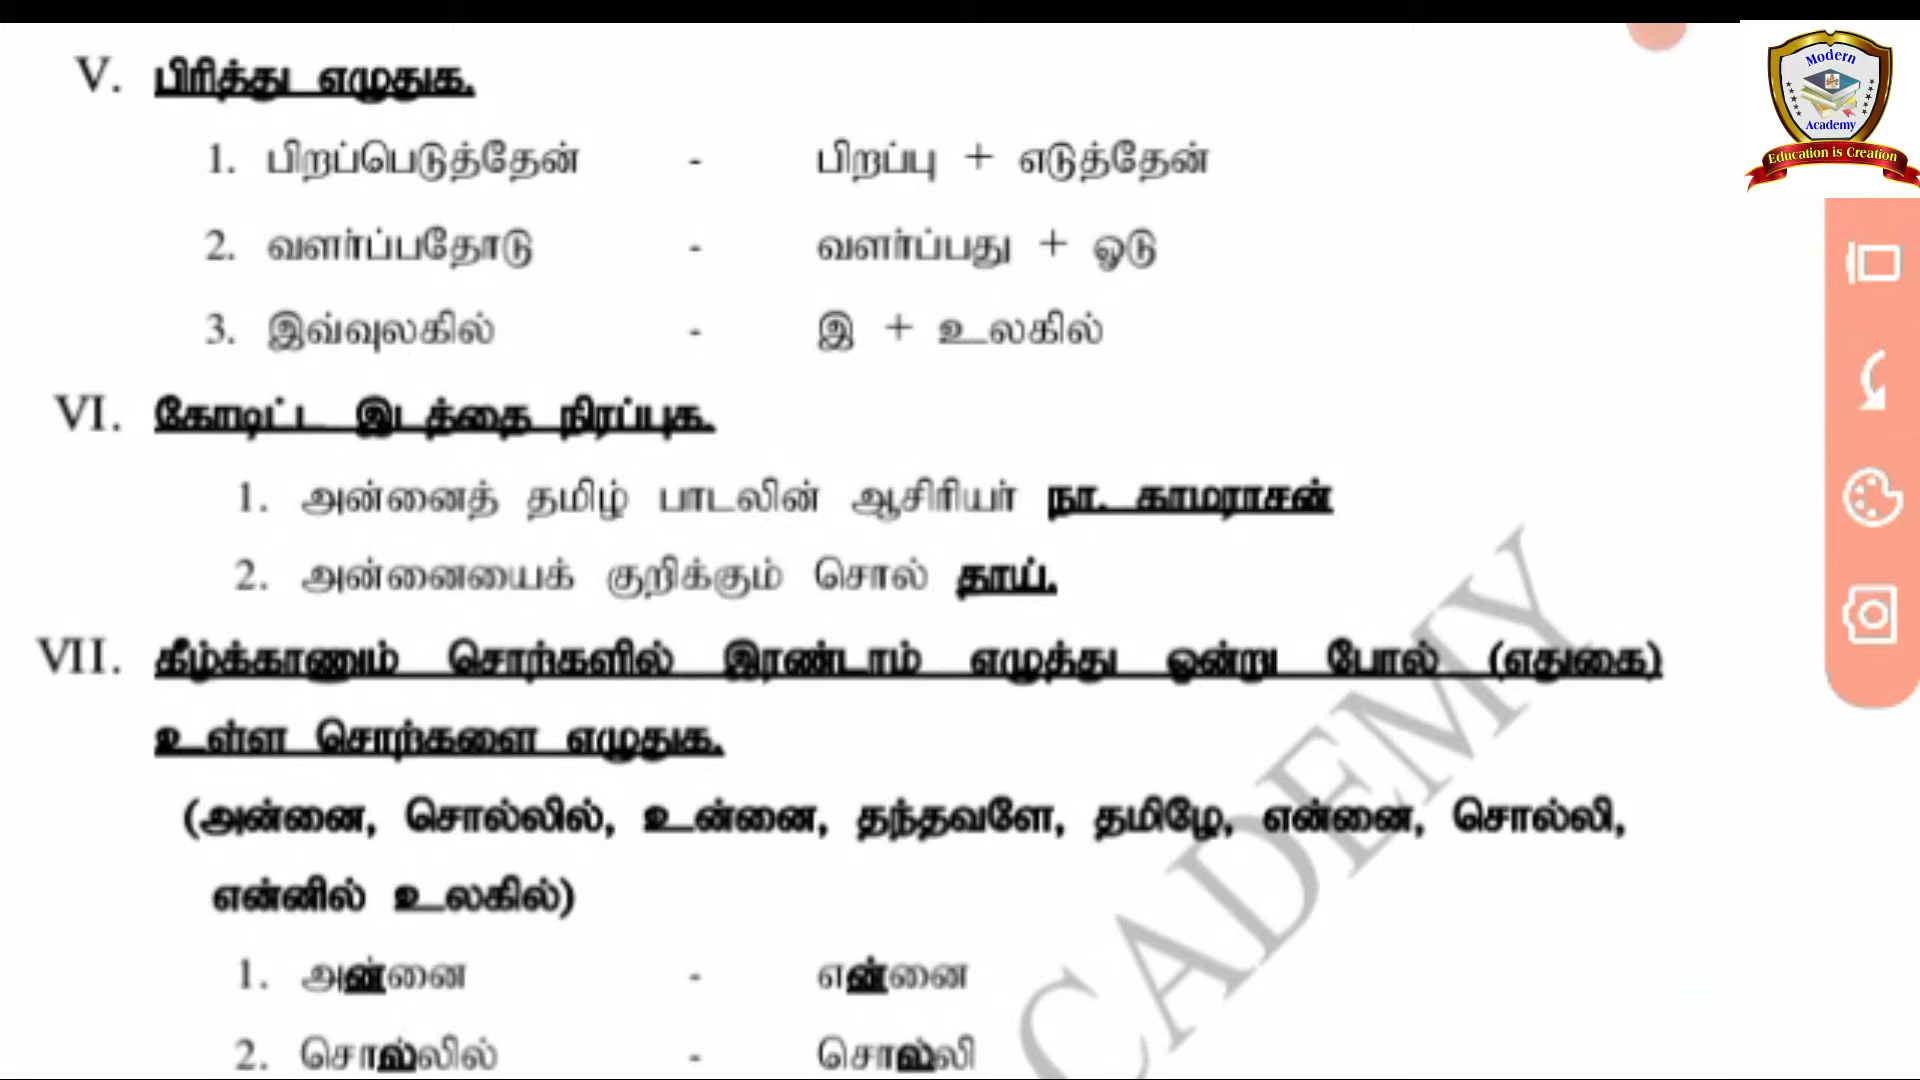 Modern
Academy
Education is Creation
V. பிரித்து எழுதுக.
1. பிறப்பெடுத்தேன் - பிறப்பு + எடுத்தேன்
2. வளர்ப்பதோடு - வளர்ப்பது + ஓடு
3. இவ்வுலகில் - இ + உலகில்
VI. கோடிட்ட இடத்தை நிரப்புக.
1. அன்னைத் தமிழ் பாடலின் ஆசிரியர் நா. காமராசன்
2. அன்னையைக் குறிக்கும் சொல் தாய்.
VII. கீழ்க்காணும் சொற்களில் இரண்டாம் எழுத்து ஒன்று போல் (எதுகை)
உள்ள சொற்களை எழுதுக.
(அன்னை, சொல்லில், உன்னை, தந்தவளே, தமிழே, என்னை, சொல்லி,
என்னில் உலகில்)
1. அன்னை - என்னை
2. சொல்லில் - சொல்லி
CADEMY